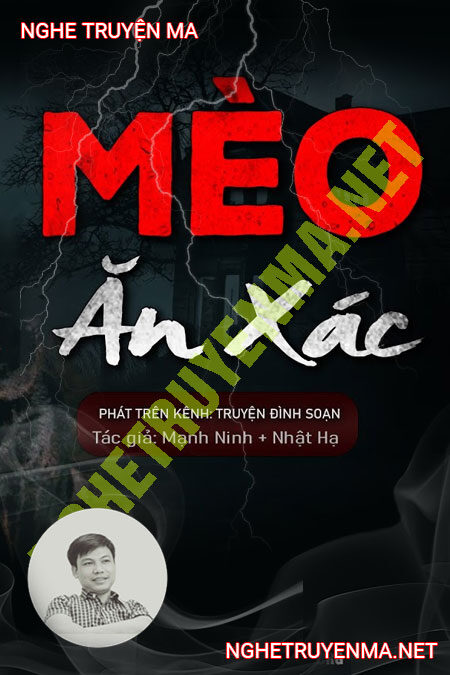 NGHE TRUYỆN MA
MÈO
Ăn Xác
PHÁT TRÊN KÊNH: TRUYỆN ĐÌNH SOẠN
Tác giả: Mạnh Ninh + Nhật Hạ
NGHETRUYENMA.NET
NGHETRUYENMA.NET